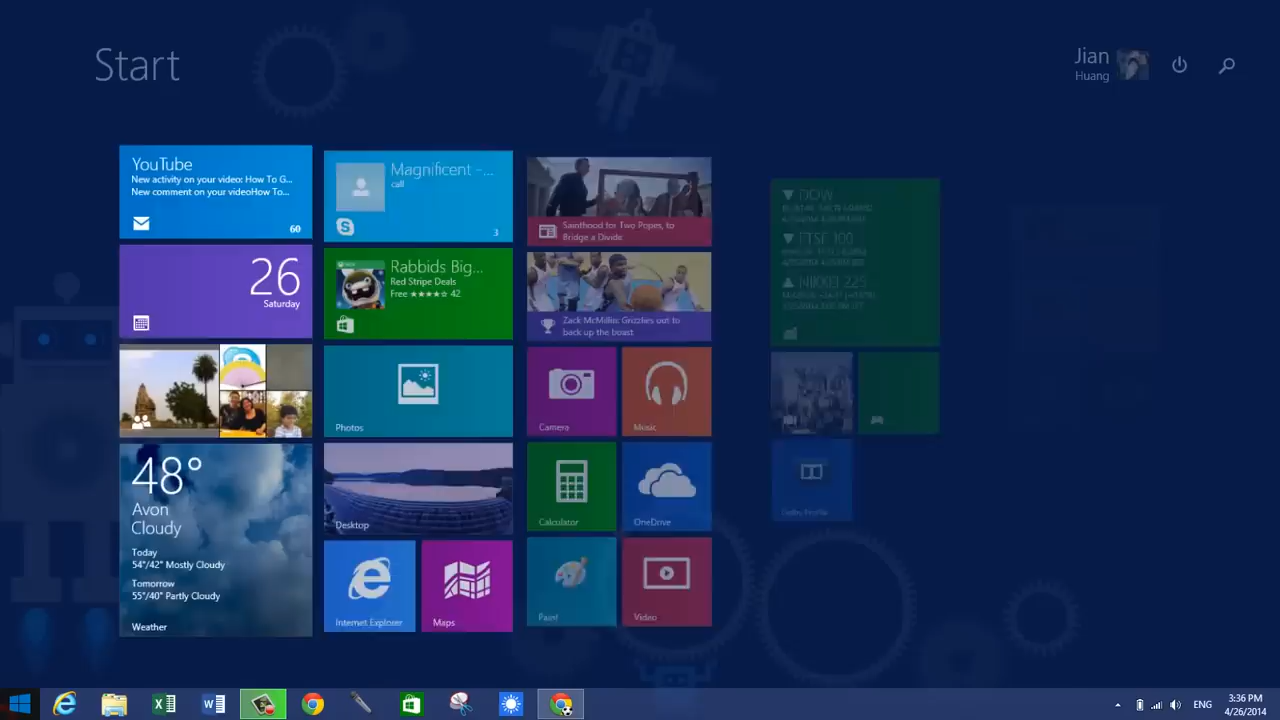 Start
Jian
Huang
YouTube
New activity on your video: How To G...
New comment on your videoHow To...
60
Magnificent -...
call
3
Sainthood for Two Popes, to
Bridge a Divide
DOW
FTSE 100
NIKKEI 225
26
Saturday
Rabbids Big...
Red Stripe Deals
Free ★★★★☆ 42
Zack McMillin: Grizzlies out to
back up the boast
Photos
Camera
Music
48°
Avon
Cloudy
Today
54°/42° Mostly Cloudy
Tomorrow
55°/40° Partly Cloudy
Weather
Desktop
Calculator
OneDrive
Internet Explorer
Maps
Paint
Video
ENG
3:36 PM
4/26/2014